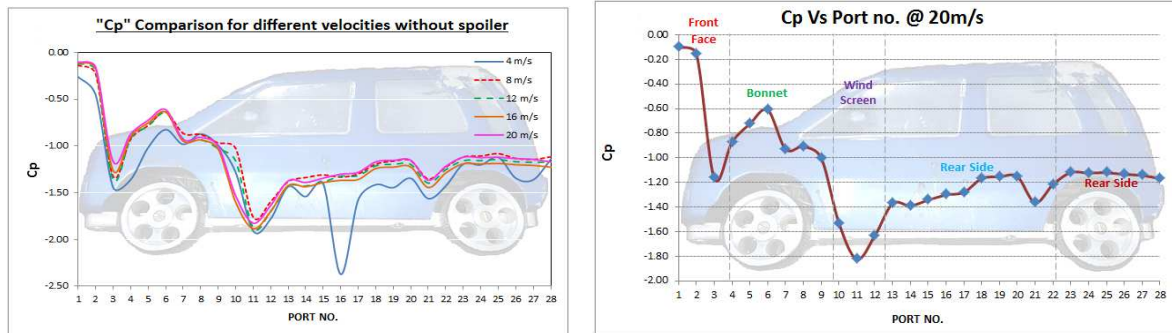 "Cp" Comparison for different velocities without spoiler
0.00
-0.50
-1.00
-1.50
-2.00
-2.50
Cp
4 m/s
8 m/s
12 m/s
16 m/s
20 m/s
1 2 3 4 5 6 7 8 9 10 11 12 13 14 15 16 17 18 19 20 21 22 23 24 25 26 27 28
PORT NO.
Cp Vs Port no. @ 20m/s
Front
Face
Bonnet
Wind
Screen
Rear Side
Rear Side
0.00
-0.20
-0.40
-0.60
-0.80
-1.00
-1.20
-1.40
-1.60
-1.80
-2.00
Cp
1 2 3 4 5 6 7 8 9 10 11 12 13 14 15 16 17 18 19 20 21 22 23 24 25 26 27 28
PORT NO.